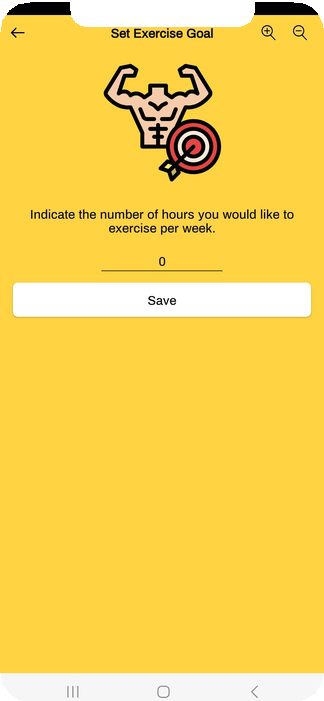 Set Exercise Goal
Indicate the number of hours you would like to
exercise per week.
0
Save